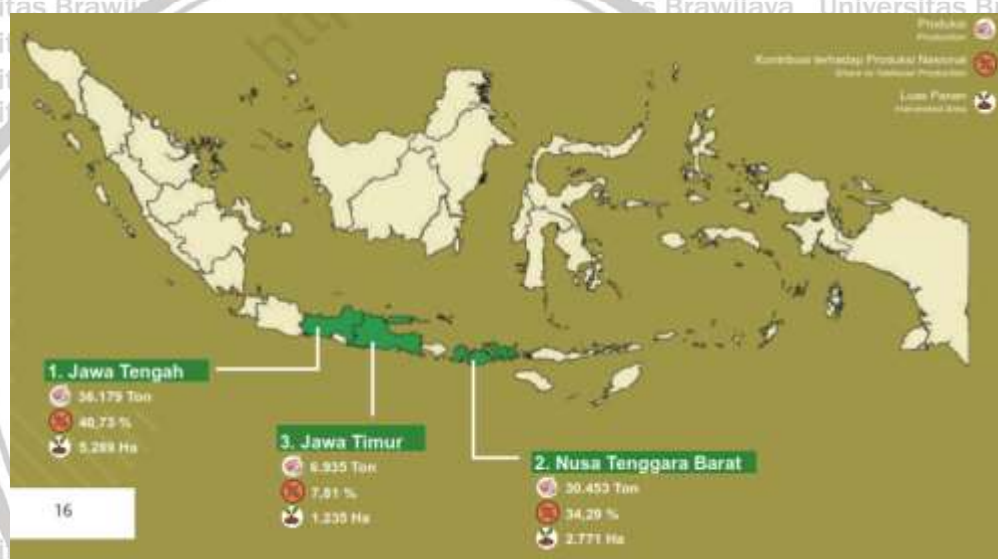 Universitas Brawijaya
Produksi
Production
Kontribusi terhadap Produksi Nasional
Share to National Production
Luas Panen
Harvested Area
1. Jawa Tengah
36.179 Ton
40,73 %
5.289 Ha
3. Jawa Timur
6.935 Ton
7,81 %
1.235 Ha
2. Nusa Tenggara Barat
30.453 Ton
34,29 %
2.771 Ha
16